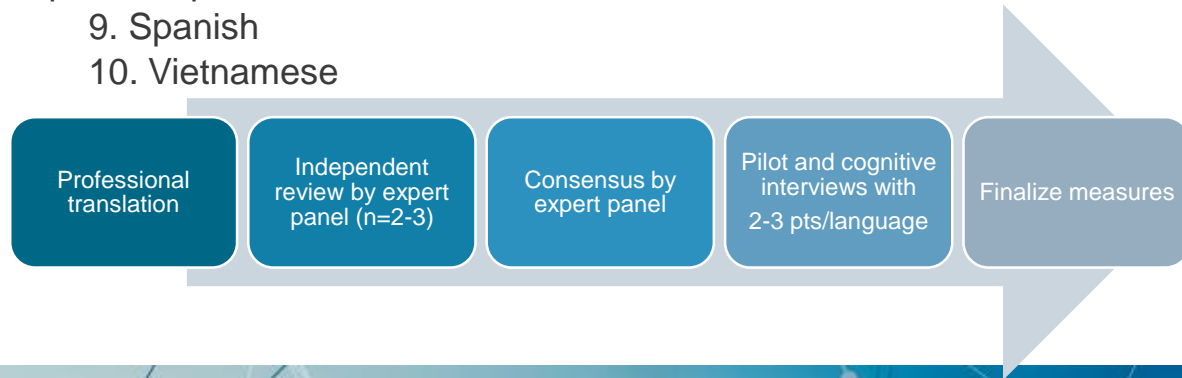 9. Spanish
10. Vietnamese
Professional
translation
Independent
review by expert
panel (n=2-3)
Consensus by
expert panel
Pilot and cognitive
interviews with
2-3 pts/language
Finalize measures